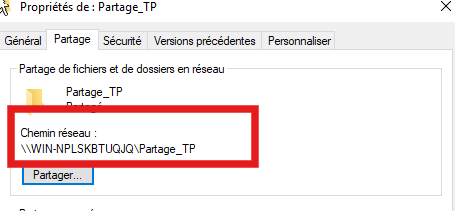 Propriétés de : Partage_TP
Général Partage Sécurité Versions précédentes Personnaliser
Partage de fichiers et de dossiers en réseau
Partage_TP
Partagé
Chemin réseau :
\\WIN-NPLSKBTUQJQ\Partage_TP
Partager...